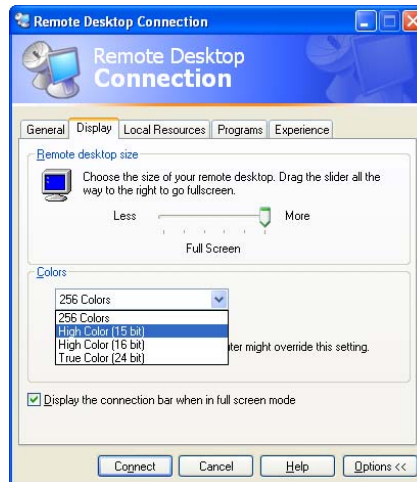 Remote Desktop Connection
Remote Desktop
Connection
General Display Local Resources Programs Experience
Remote desktop size
Choose the size of your remote desktop. Drag the slider all the
way to the right to go fullscreen.
Less More
Full Screen
Colors
256 Colors
256 Colors
High Color (15 bit)
High Color (16 bit)
True Color (24 bit)
might override this setting.
Display the connection bar when in full screen mode
Connect Cancel Help Options <<